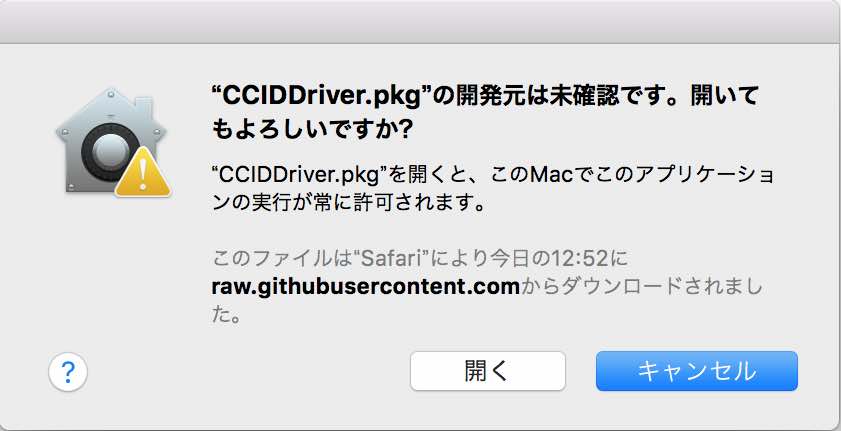 “CCIDDriver.pkg”の開発元は未確認です。開いて
もよろしいですか?
“CCIDDriver.pkg”を開くと、このMacでこのアプリケーショ
ンの実行が常に許可されます。
このファイルは“Safari”により今日の12:52に
raw.githubusercontent.comからダウンロードされまし
た。
?
開く
キャンセル